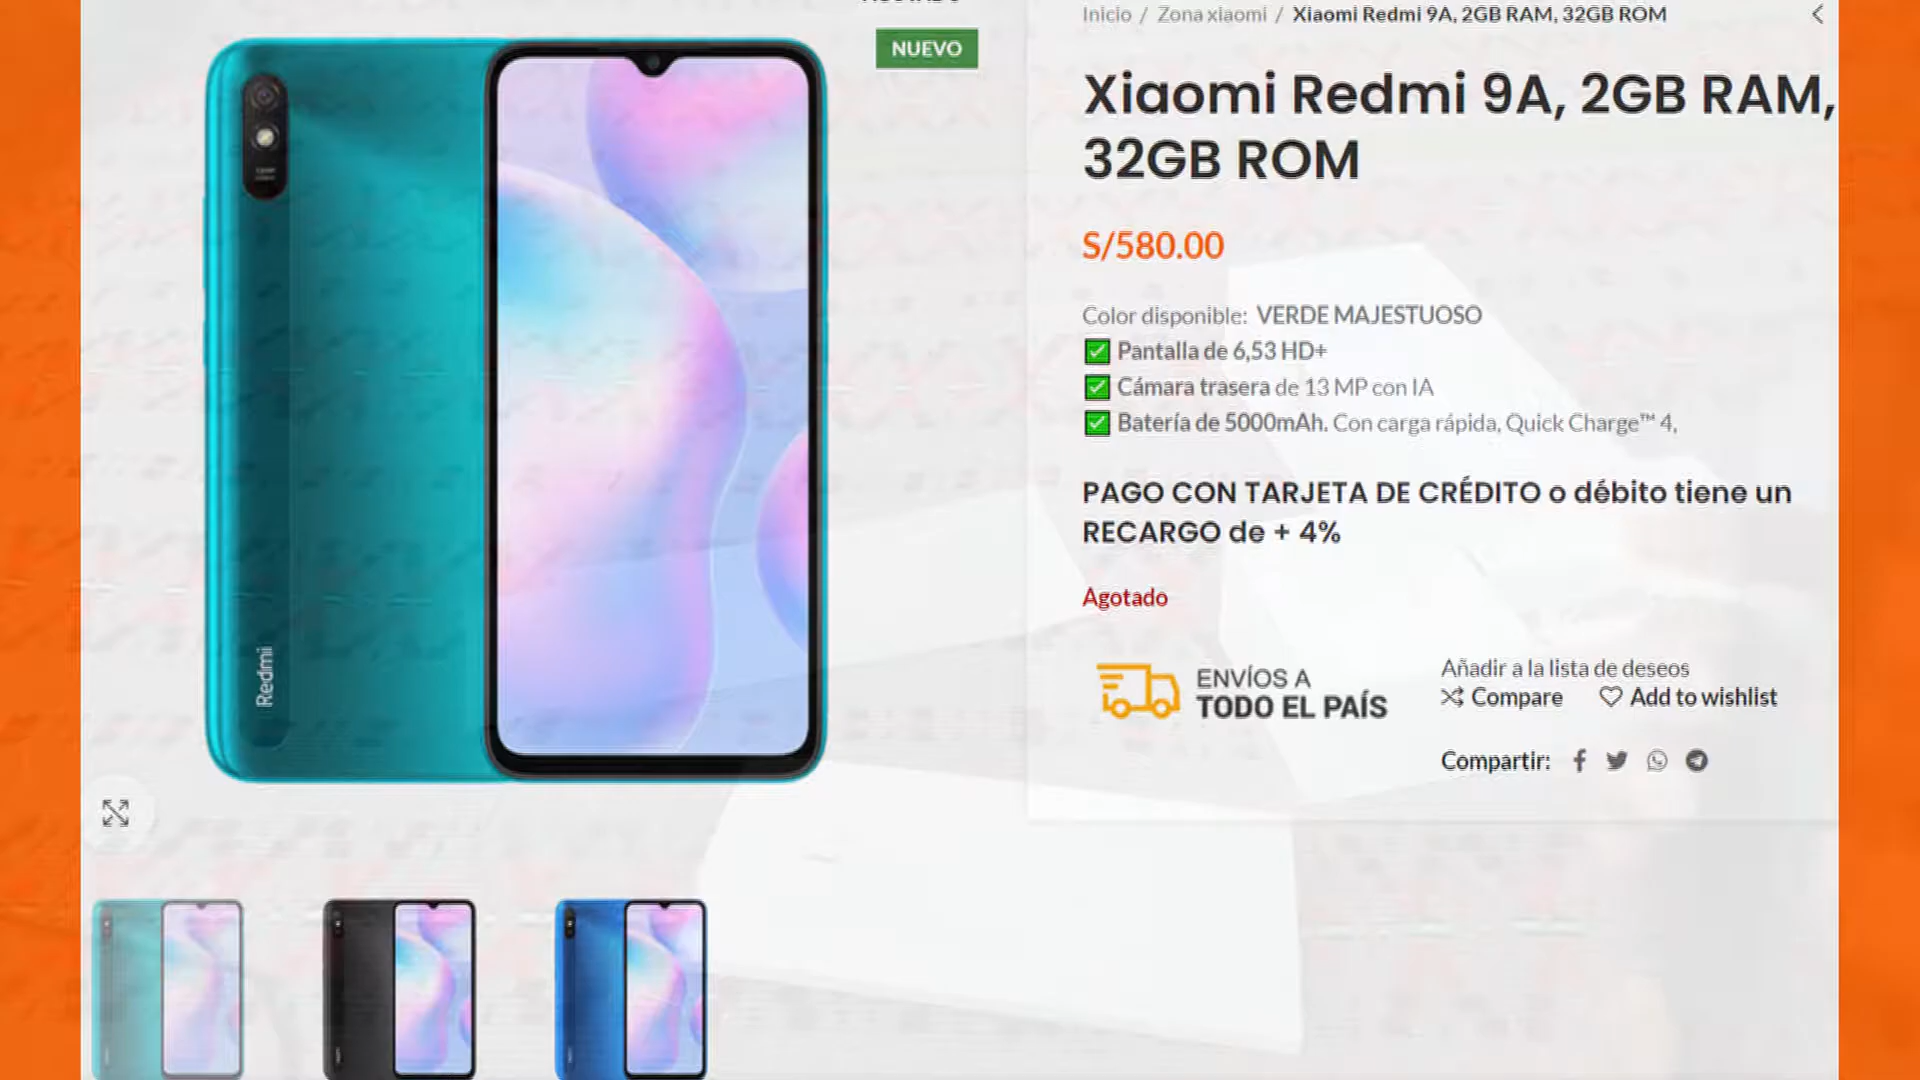 Inicio / Zona xiaomi / Xiaomi Redmi 9A, 2GB RAM, 32GB ROM
NUEVO
Xiaomi Redmi 9A, 2GB RAM,
32GB ROM
S/580.00
Color disponible: VERDE MAJESTUOSO
Pantalla de 6,53 HD+
Cámara trasera de 13 MP con IA
Batería de 5000mAh. Con carga rápida, Quick Charge™ 4,
PAGO CON TARJETA DE CRÉDITO o débito tiene un
RECARGO de + 4%
Agotado
ENVÍOS A
TODO EL PAÍS
Añadir a la lista de deseos
Compare Add to wishlist
Compartir:
Redmi